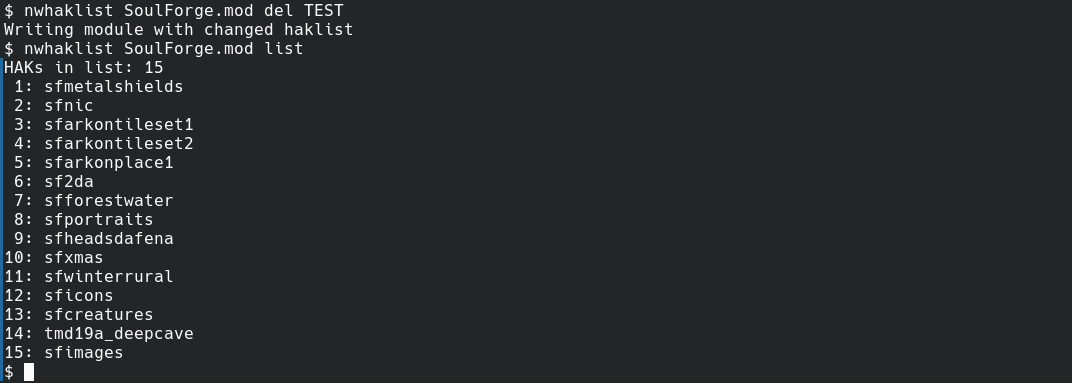 $ nwhaklist SoulForge.mod del TEST
Writing module with changed haklist
$ nwhaklist SoulForge.mod list
HAKs in list: 15
 1: sfmetalshields
 2: sfnic
 3: sfarkontileset1
 4: sfarkontileset2
 5: sfarkonplace1
 6: sf2da
 7: sfforestwater
 8: sfportraits
 9: sfheadsdafena
10: sfxmas
11: sfwinterrural
12: sficons
13: sfcreatures
14: tmd19a_deepcave
15: sfimages
$